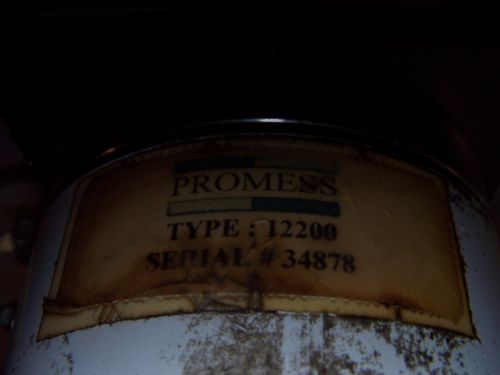 PROMESS
TYPE : 12200
SERIAL # 34878